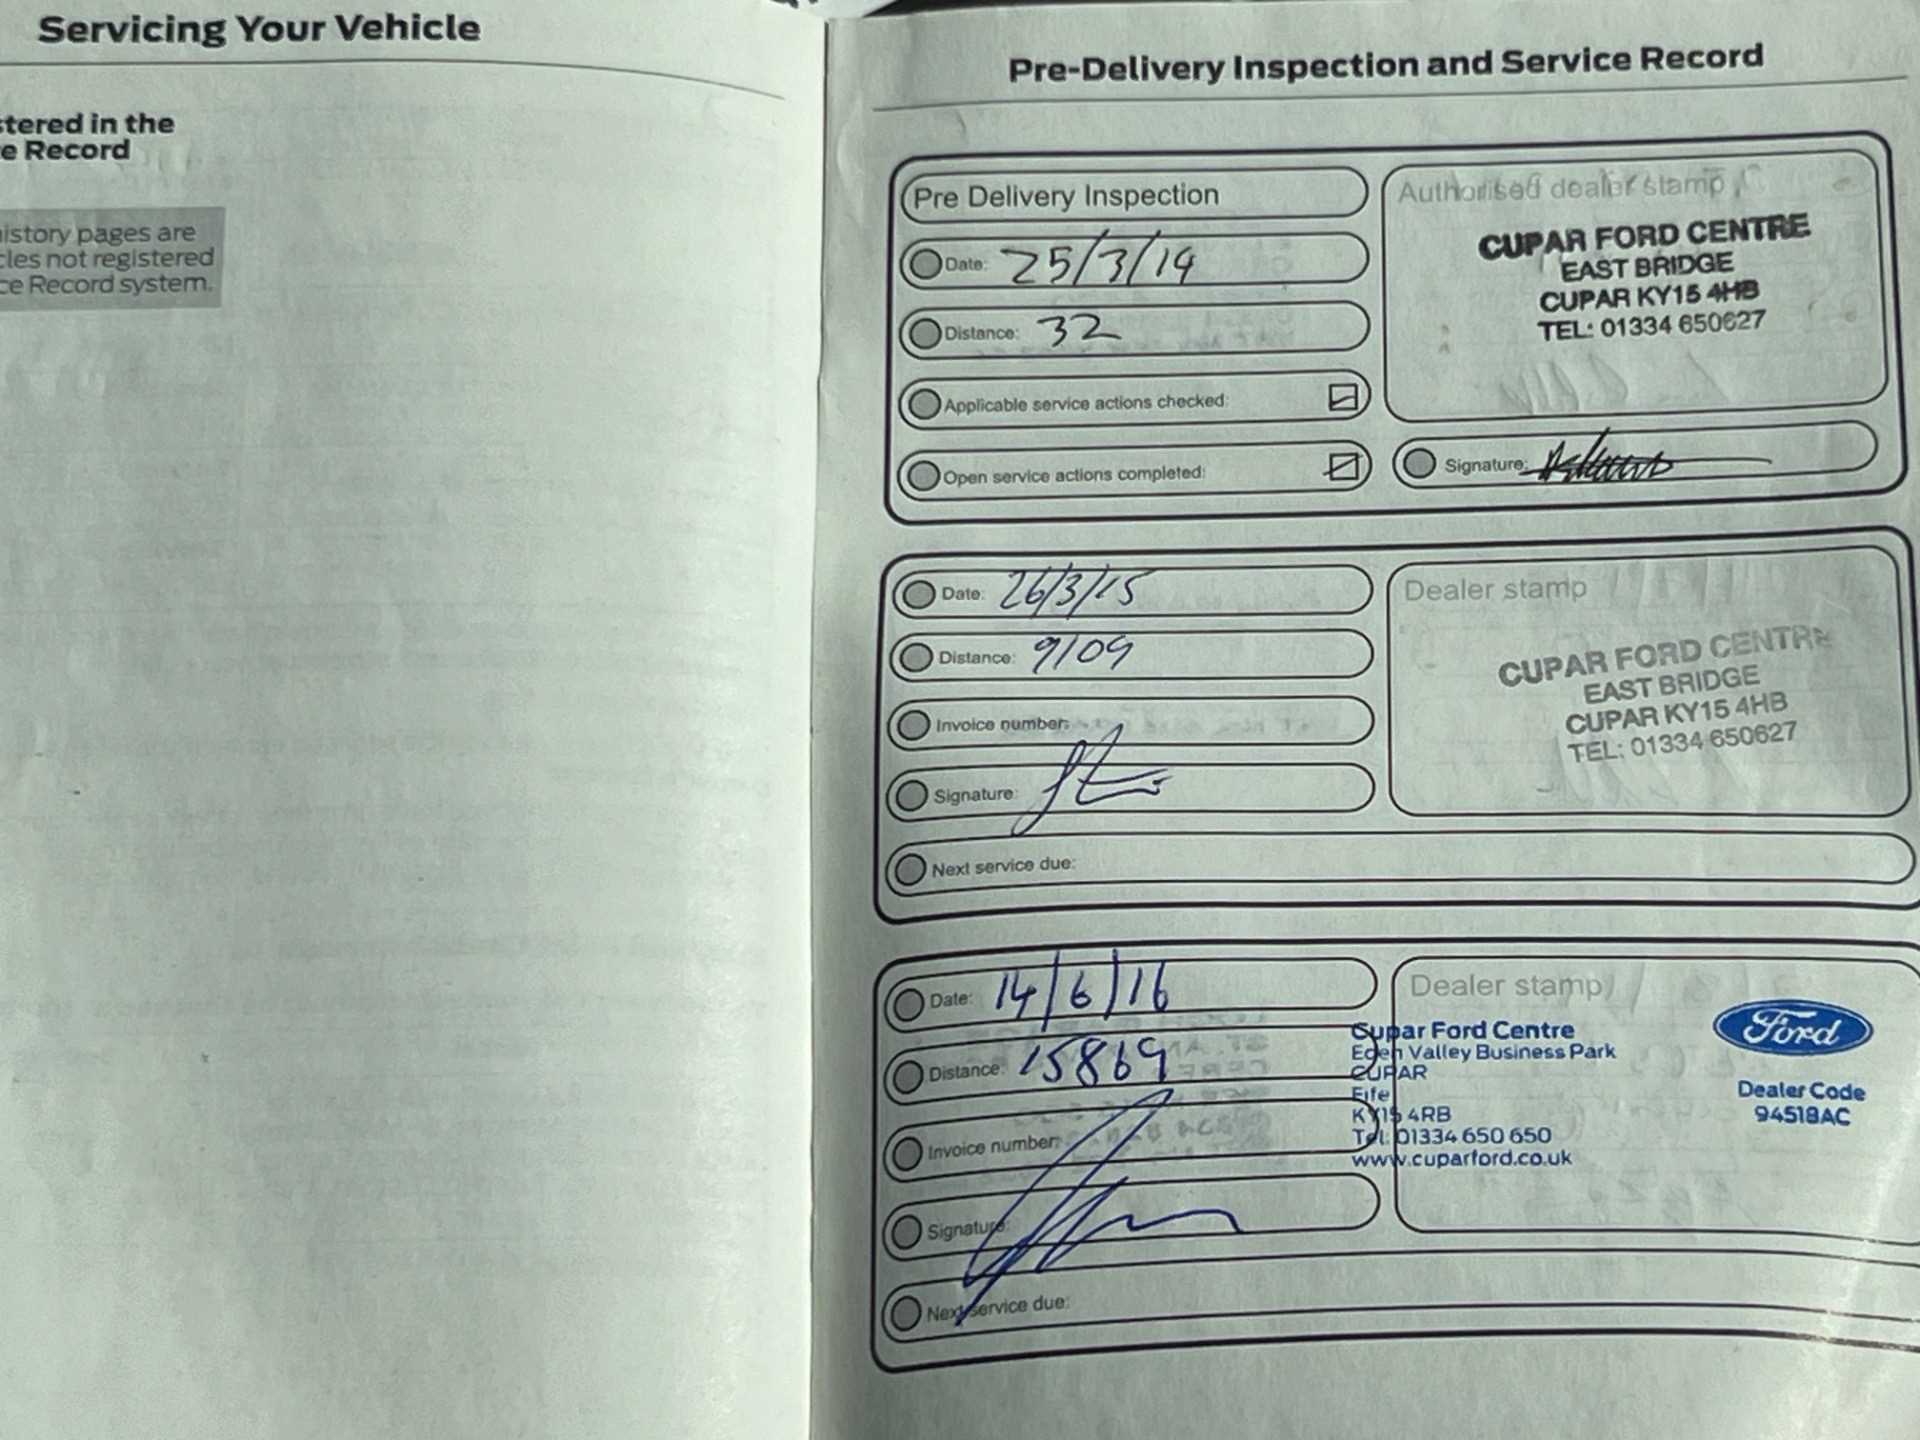 Servicing Your Vehicle
stered in the
e Record
istory pages are
cles not registered
ce Record system.
Pre-Delivery Inspection and Service Record
Pre Delivery Inspection
Date: 25/3/14
Distance: 32
Applicable service actions checked:
Open service actions completed:
Authorised dealer stamp
CUPAR FORD CENTRE
EAST BRIDGE
CUPAR KY15 4HB
TEL: 01334 650627
Signature:
Date: 26/3/15
Distance: 9109
Invoice number:
Signature:
Next service due:
Dealer stamp
CUPAR FORD CENTRE
EAST BRIDGE
CUPAR KY15 4HB
TEL: 01334 650627
Date: 14/6/16
Distance: 15869
Invoice number:
Signature:
Next service due:
Dealer stamp
Cupar Ford Centre
Eden Valley Business Park
CUPAR
Fife
KY15 4RB
Tel: 01334 650 650
www.cuparford.co.uk
Ford
Dealer Code
94518AC